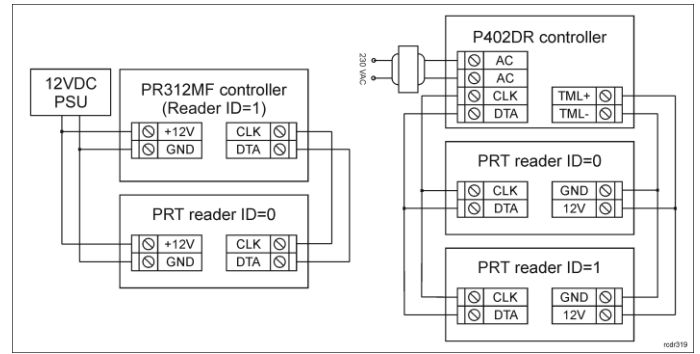 12VDC
PSU
PR312MF controller
(Reader ID=1)
+12V
GND
CLK
DTA
PRT reader ID=0
+12V
GND
CLK
DTA
230 VAC
P402DR controller
AC
AC
CLK
DTA
TML+
TML-
PRT reader ID=0
CLK
DTA
GND
12V
PRT reader ID=1
CLK
DTA
GND
12V
rcdr319